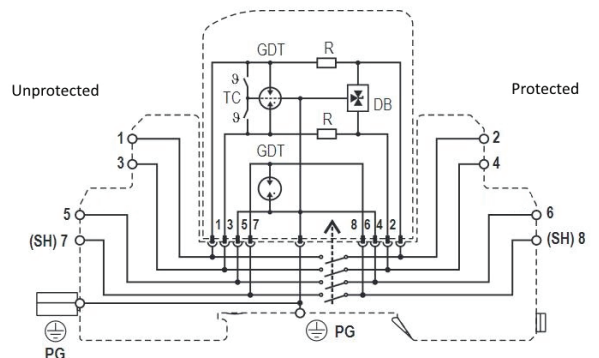 GDT R
Unprotected
Protected
ϑ
TC
DB
ϑ
R
1
2
GDT
3
4
5
6
1 3 5 7
8 6 4 2
(SH) 7
(SH) 8
PG
PG